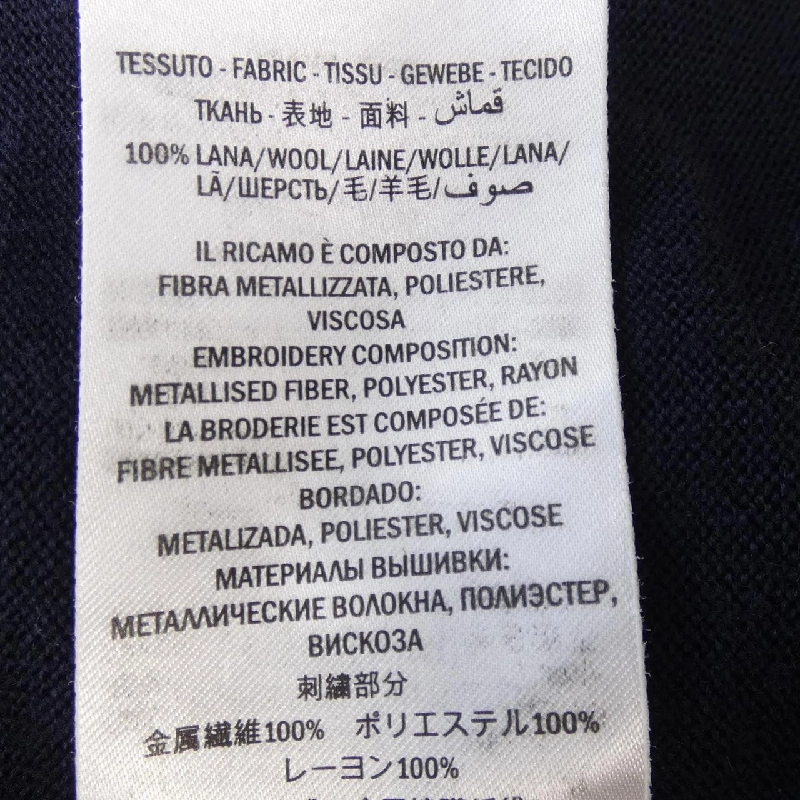 TESSUTO - FABRIC - TISSU - GEWEBE - TECIDO
ТКАНЬ - 表地 - 面料 - قماش
100% LANA/WOOL/LAINE/WOLLE/LANA/
LÃ/ШЕРСТЬ/毛/羊毛/صوف
IL RICAMO È COMPOSTO DA:
FIBRA METALLIZZATA, POLIESTERE,
VISCOSA
EMBROIDERY COMPOSITION:
METALLISED FIBER, POLYESTER, RAYON
LA BRODERIE EST COMPOSÉE DE:
FIBRE METALLISEE, POLYESTER, VISCOSE
BORDADO:
METALIZADA, POLIESTER, VISCOSE
МАТЕРИАЛЫ ВЫШИВКИ:
МЕТАЛЛИЧЕСКИЕ ВОЛОКНА, ПОЛИЭСТЕР,
ВИСКОЗА
刺繍部分
金属繊維100% ポリエステル100%
レーヨン100%